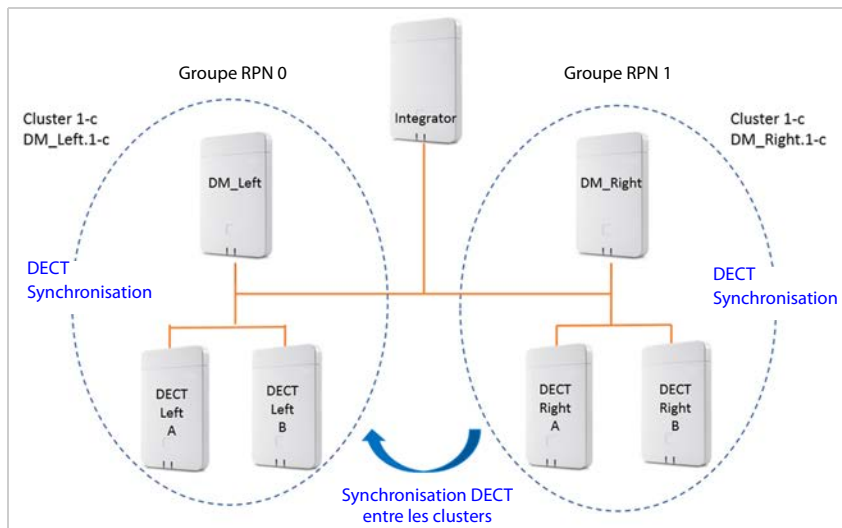 Groupe RPN 0
Groupe RPN 1
Integrator
Cluster 1-c
DM_Left.1-c
Cluster 1-c
DM_Right.1-c
DM_Left
DM_Right
DECT
Synchronisation
DECT
Synchronisation
DECT
Left
A
DECT
Left
B
DECT
Right
A
DECT
Right
B
Synchronisation DECT
entre les clusters